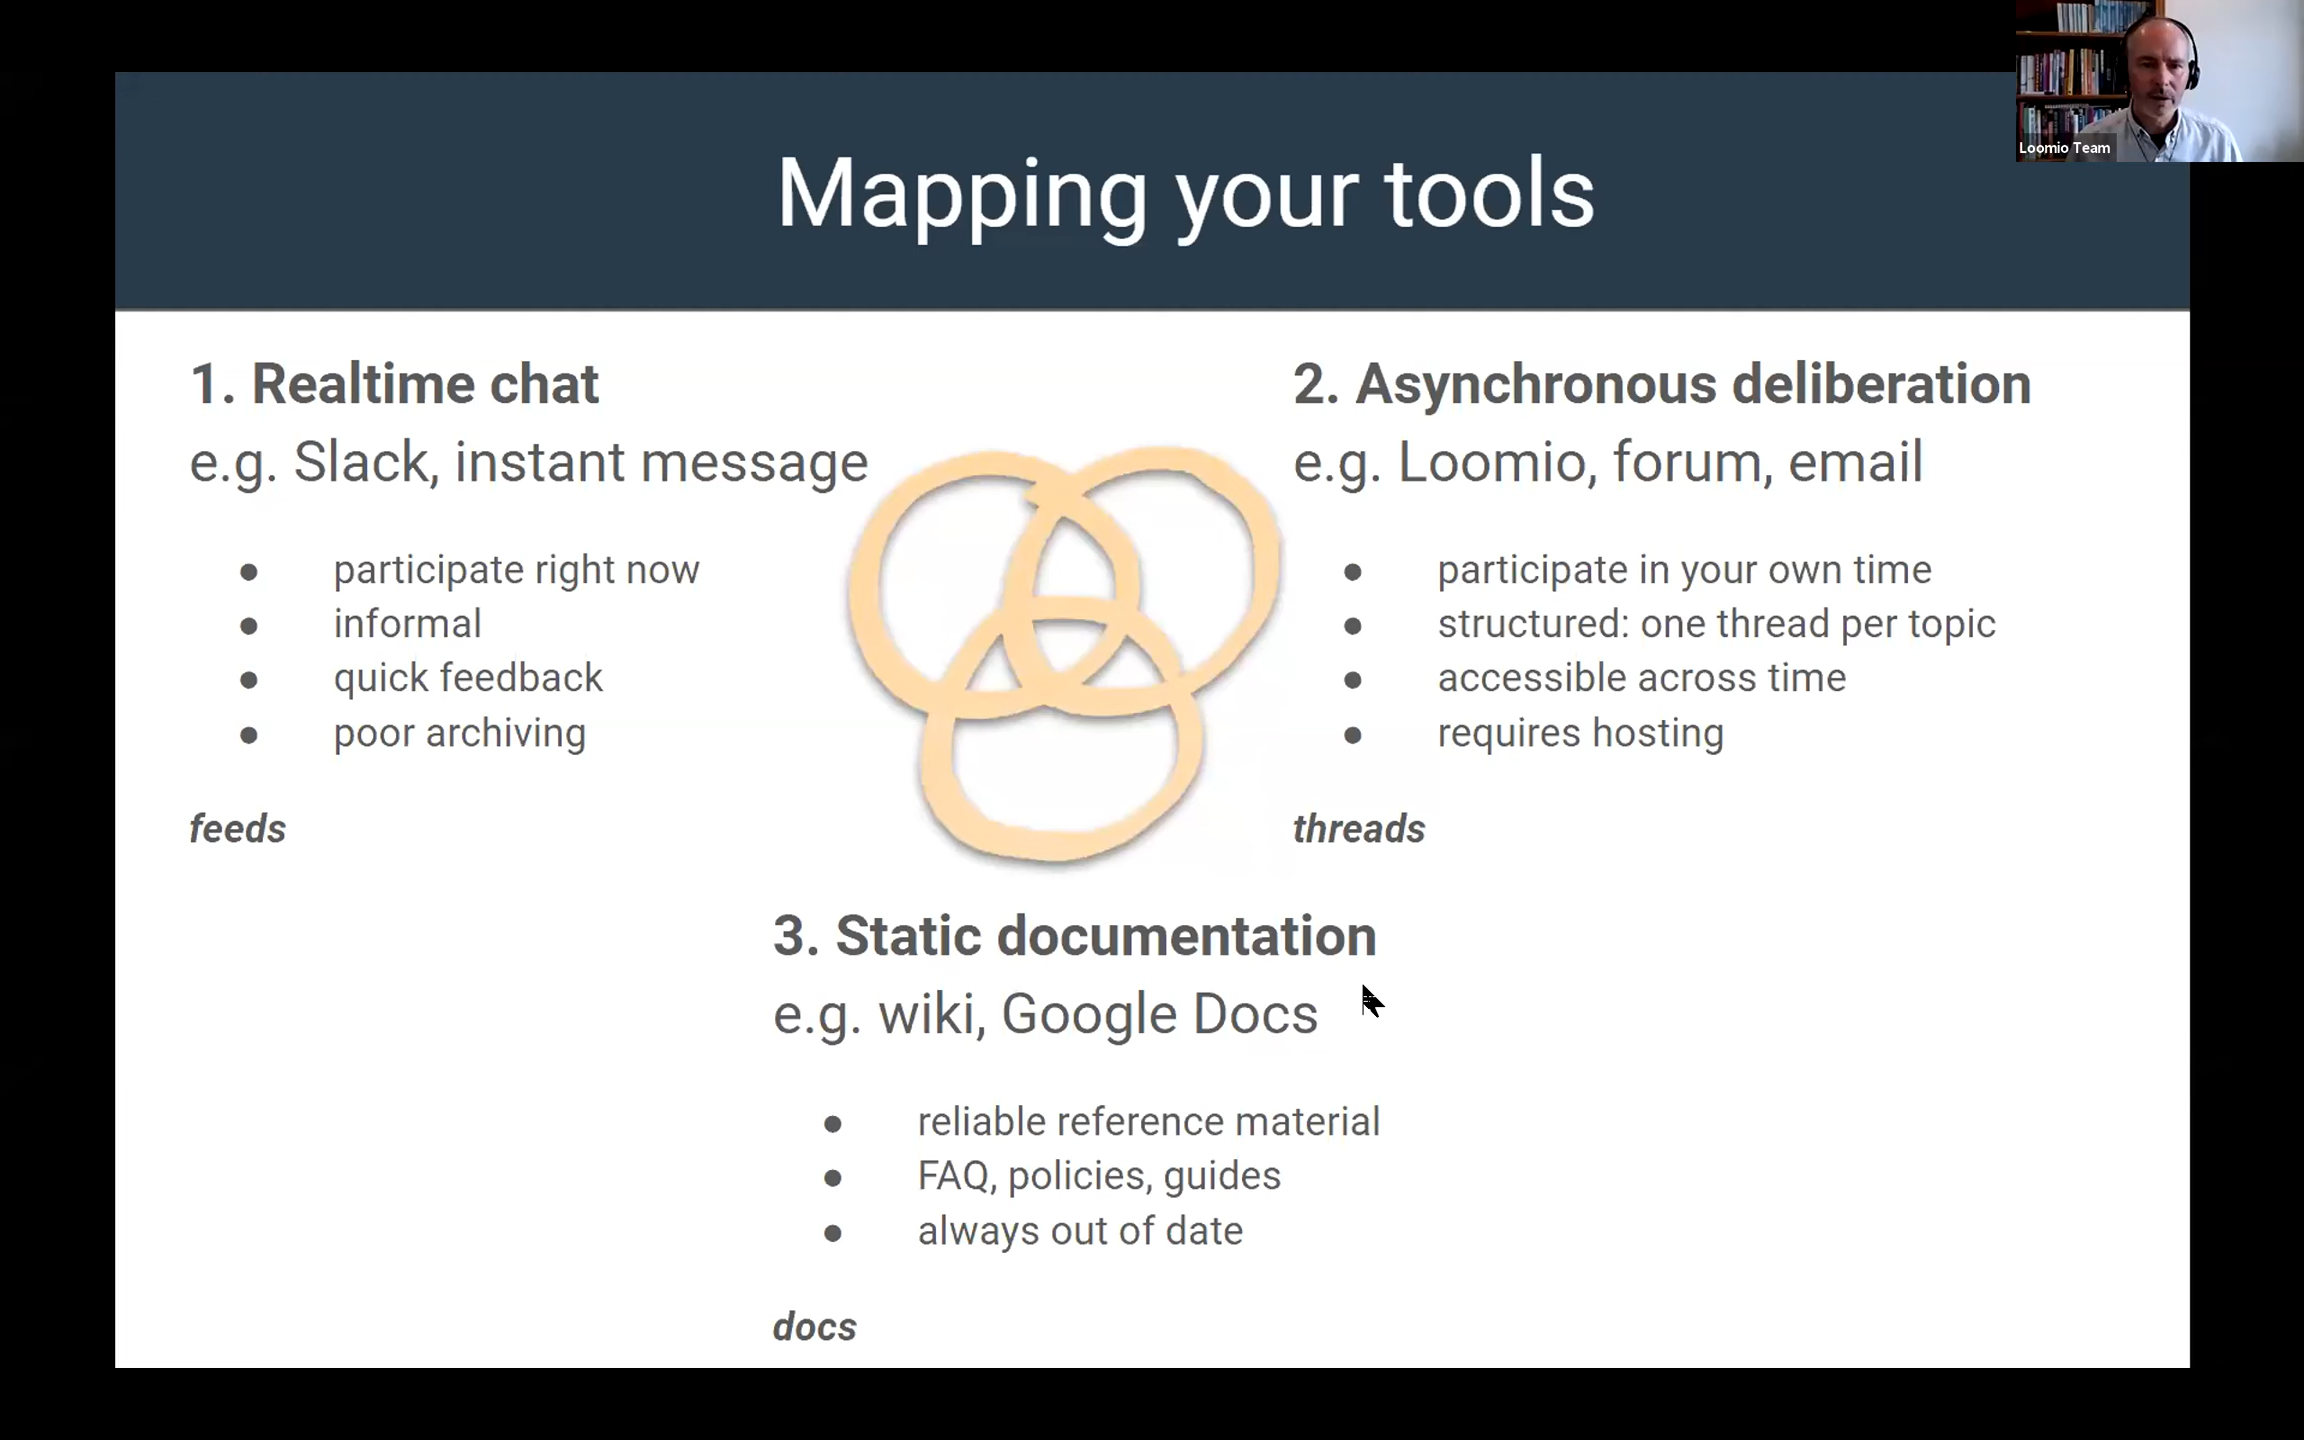 Loomio Team
Mapping your tools
1. Realtime chat
e.g. Slack, instant message
● participate right now
● informal
● quick feedback
● poor archiving
feeds
2. Asynchronous deliberation
e.g. Loomio, forum, email
● participate in your own time
● structured: one thread per topic
● accessible across time
● requires hosting
threads
3. Static documentation
e.g. wiki, Google Docs
● reliable reference material
● FAQ, policies, guides
● always out of date
docs